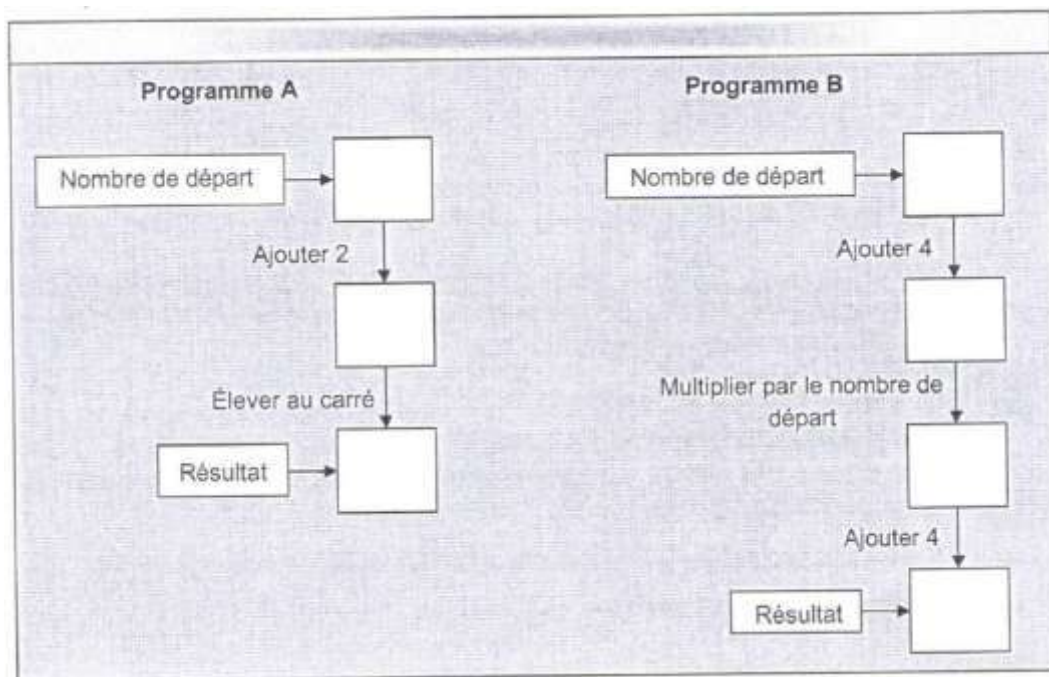 Programme A
Nombre de départ
Ajouter 2
Élever au carré
Résultat
Programme B
Nombre de départ
Ajouter 4
Multiplier par le nombre de
départ
Ajouter 4
Résultat